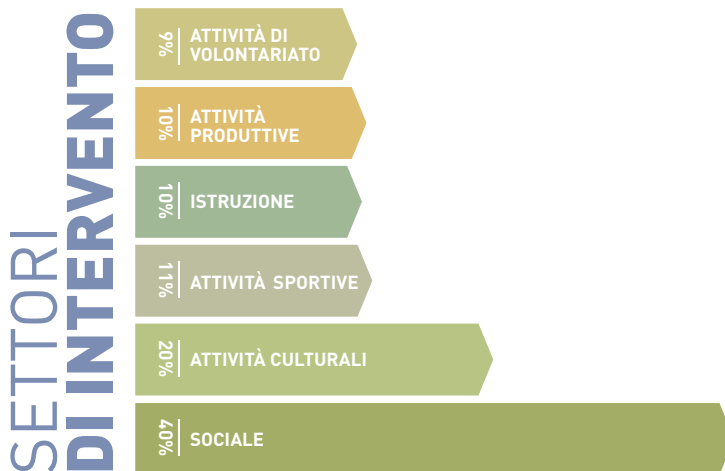 SETTORI
DI INTERVENTO
9%
ATTIVITÀ DI
VOLONTARIATO
10%
ATTIVITÀ
PRODUTTIVE
10%
ISTRUZIONE
11%
ATTIVITÀ SPORTIVE
20%
ATTIVITÀ CULTURALI
40%
SOCIALE